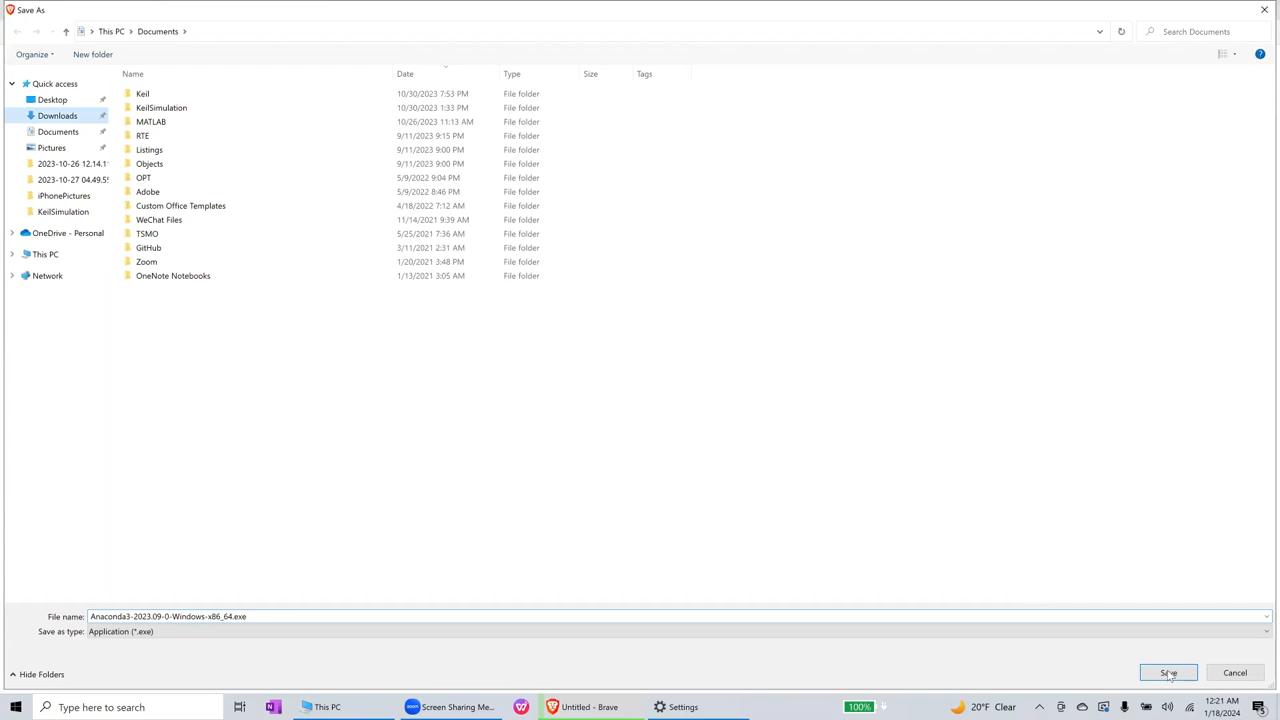 Save As
This PC > Documents >
Search Documents
Organize
New folder
Name Date Type Size Tags
Quick access
Desktop
Downloads
Documents
Pictures
2023-10-26 12.14.1
2023-10-27 04.49.5
iPhonePictures
KeilSimulation
OneDrive - Personal
This PC
Network
Keil 10/30/2023 7:53 PM File folder
KeilSimulation 10/30/2023 1:33 PM File folder
MATLAB 10/26/2023 11:13 AM File folder
RTE 9/11/2023 9:15 PM File folder
Listings 9/11/2023 9:00 PM File folder
Objects 9/11/2023 9:00 PM File folder
OPT 5/9/2022 9:04 PM File folder
Adobe 5/9/2022 8:46 PM File folder
Custom Office Templates 4/18/2022 7:12 AM File folder
WeChat Files 11/14/2021 9:39 AM File folder
TSMO 5/25/2021 7:36 AM File folder
GitHub 3/11/2021 2:31 AM File folder
Zoom 1/20/2021 3:48 PM File folder
OneNote Notebooks 1/13/2021 3:05 AM File folder
File name: Anaconda3-2023.09-0-Windows-x86_64.exe
Save as type: Application (*.exe)
Hide Folders
Save
Cancel
Type here to search
This PC
Screen Sharing Me...
Untitled - Brave
Settings
100%
20°F Clear
12:21 AM
1/18/2024